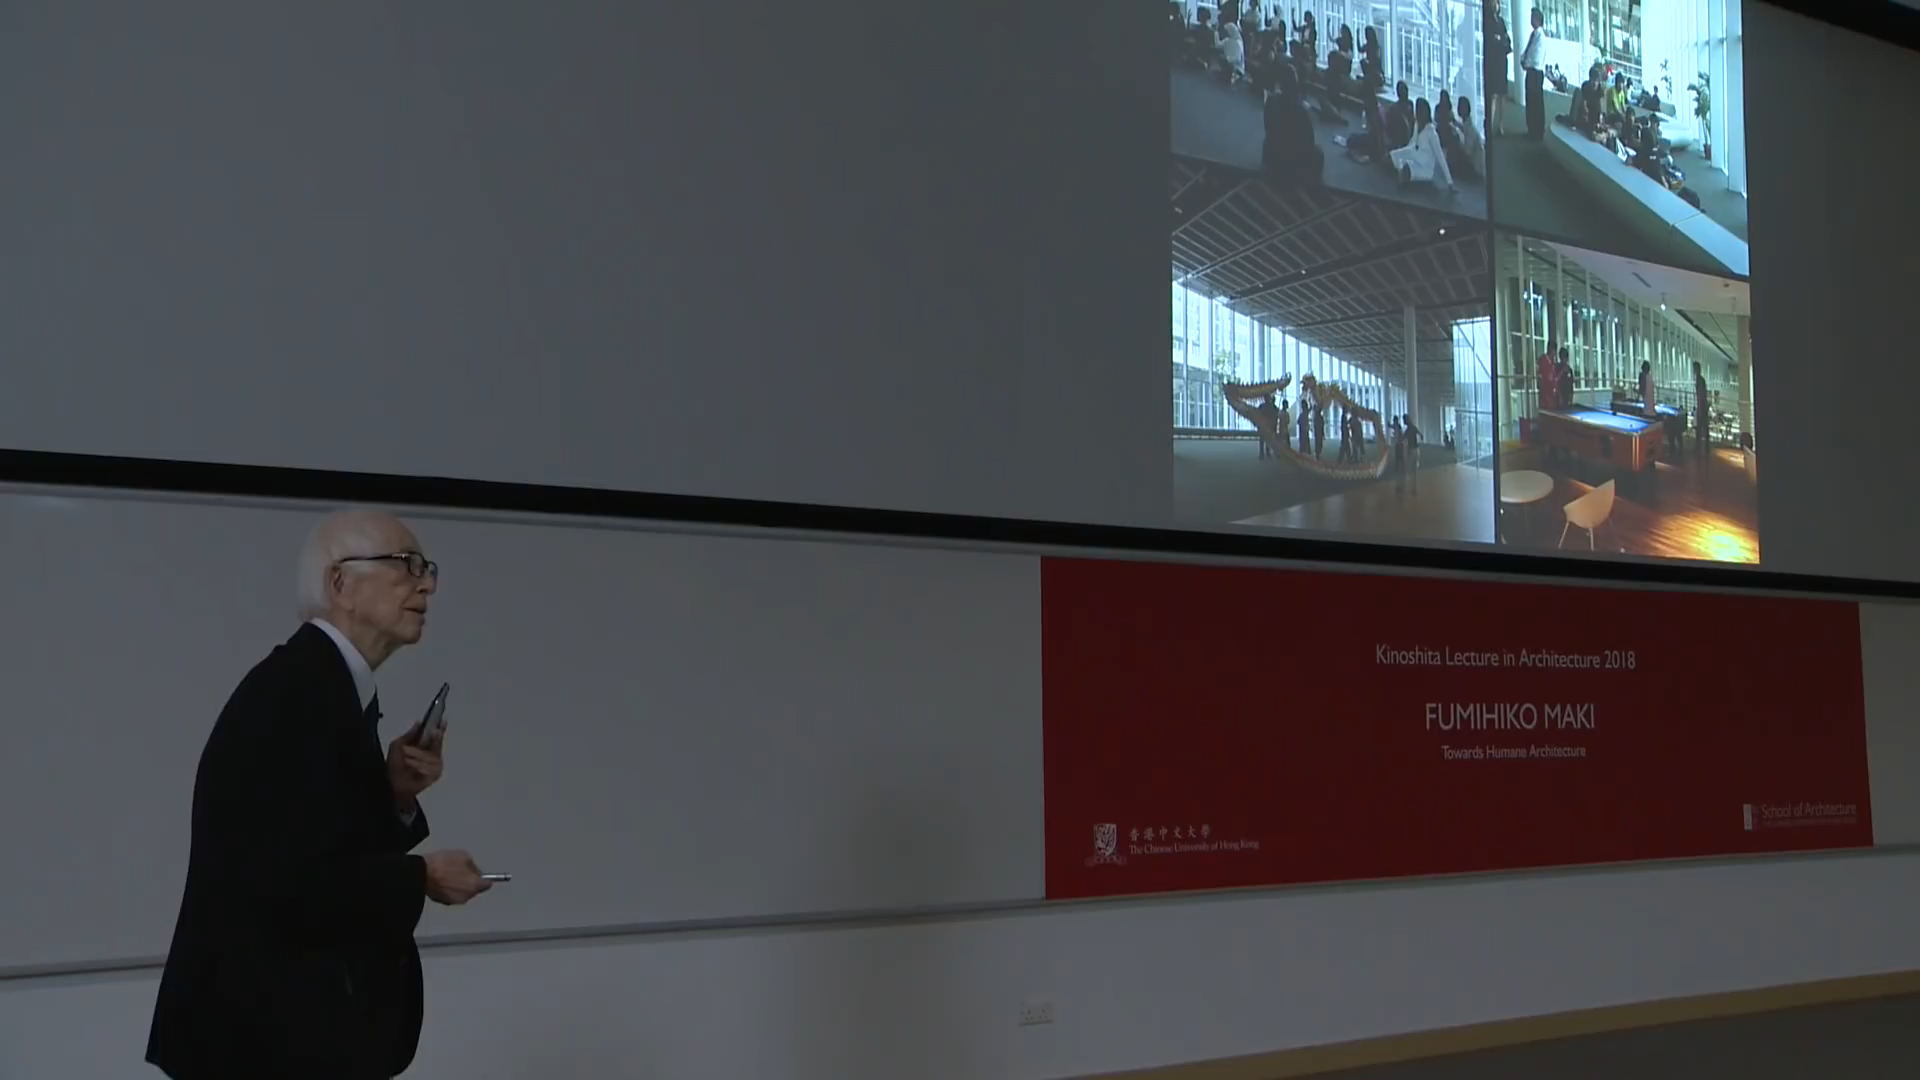 Kinoshita Lecture in Architecture 2018
FUMIHIKO MAKI
Towards Humane Architecture
School of Architecture
香港中文大學
The Chinese University of Hong Kong